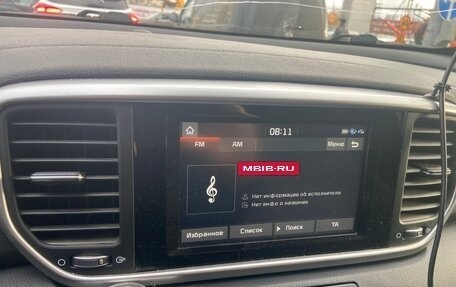 08:11
FM AM Меню
MBIB-RU
Нет информации об исполнителе
Нет инфо о названии
Избранное Список Поиск TA